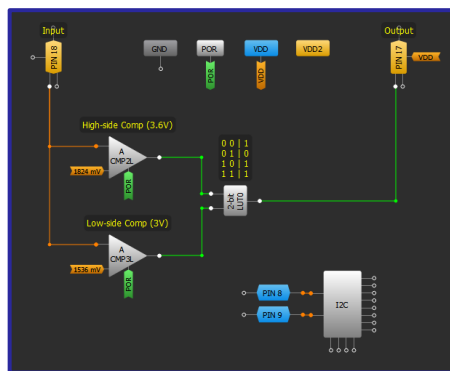 Input
Output
PIN 18
GND
POR
VDD
VDD2
PIN 17
VDD
POR
VDD
High-side Comp (3.6V)
A
CMP2L
1824 mV
POR
0 0 | 1
0 1 | 0
1 0 | 1
1 1 | 1
2-bit
LUT0
Low-side Comp (3V)
A
CMP3L
1536 mV
POR
PIN 8
PIN 9
I2C